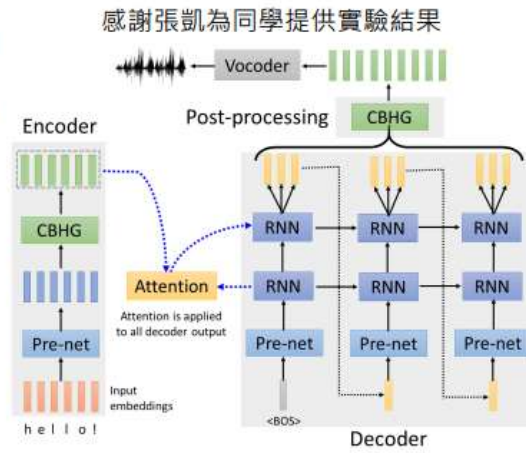 感謝張凱為同學提供實驗結果
Vocoder
Post-processing
CBHG
Encoder
CBHG
Pre-net
Input
embeddings
h e l l o !
Attention
Attention is applied
to all decoder output
RNN
RNN
RNN
RNN
RNN
RNN
Pre-net
Pre-net
Pre-net
<BOS>
Decoder